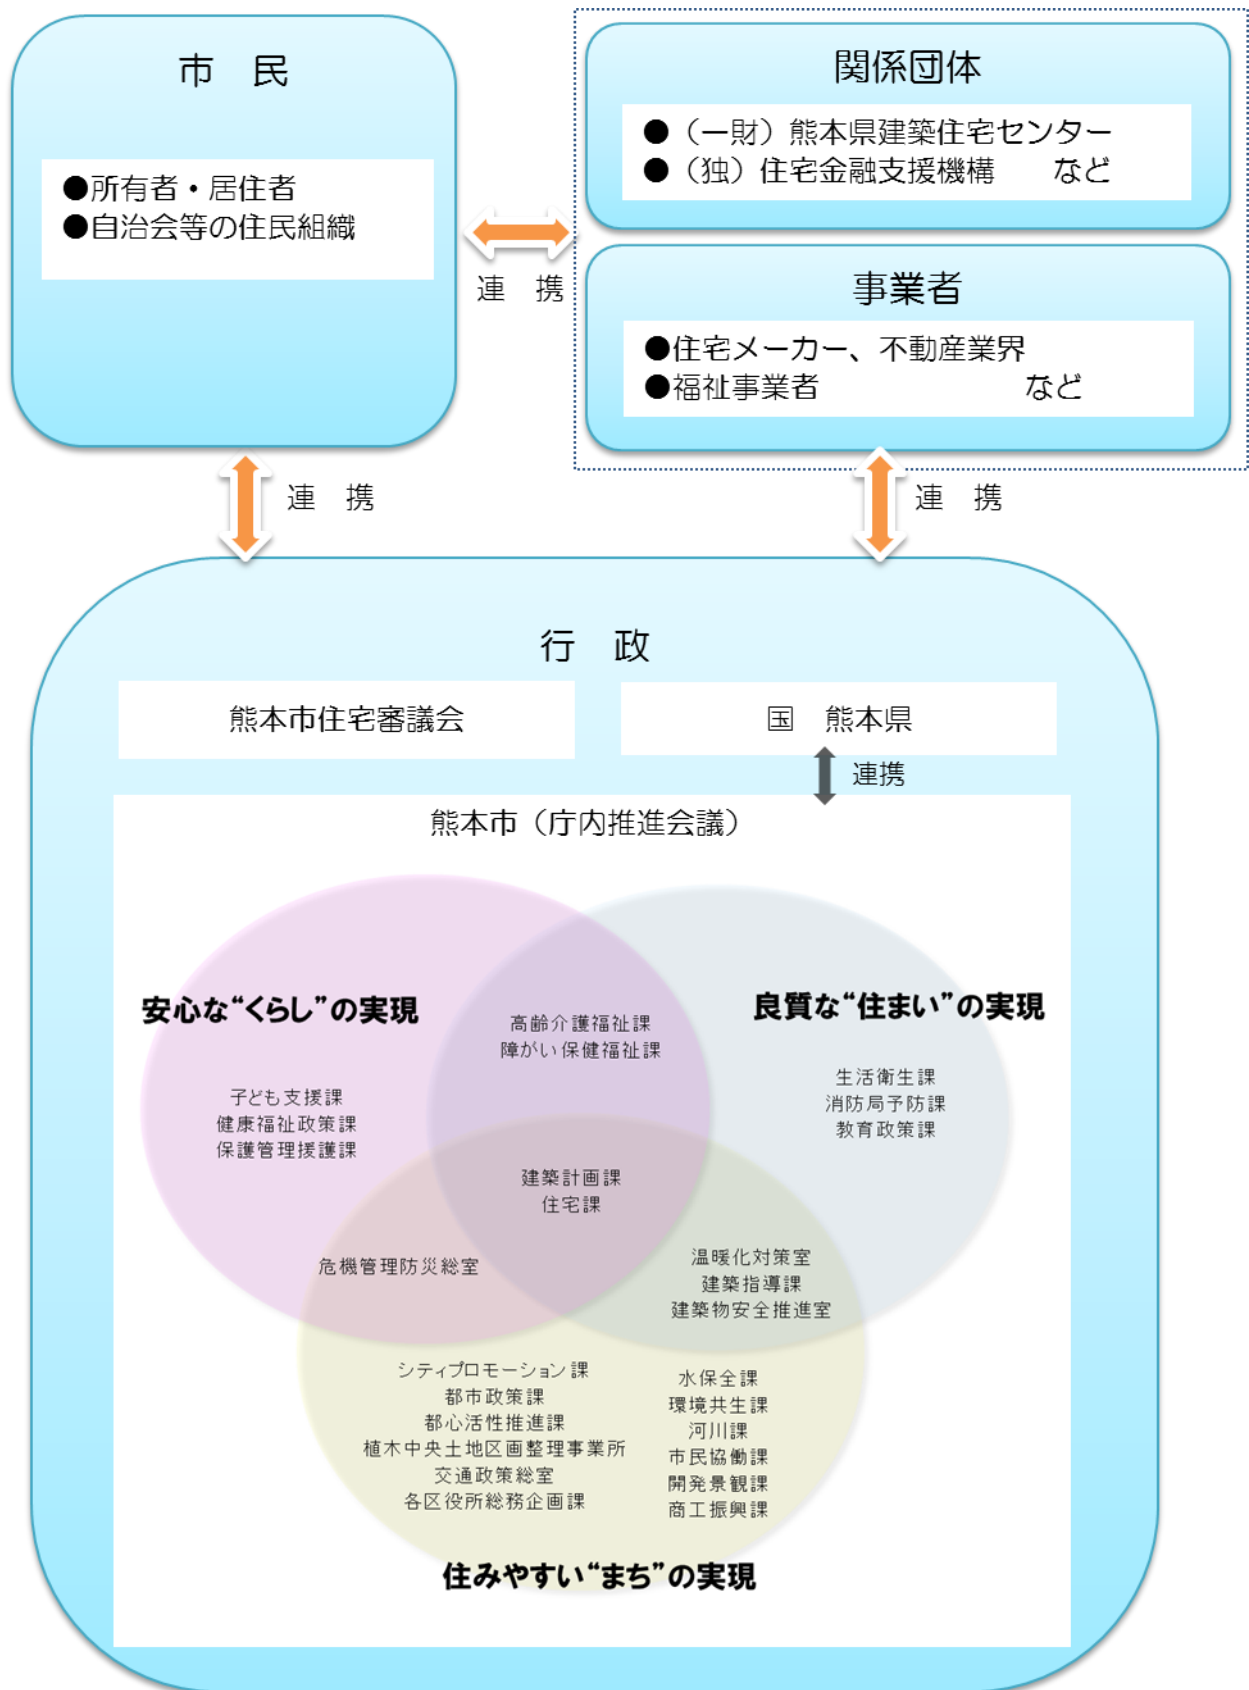 市　民
●所有者・居住者
●自治会等の住民組織
連　携
関係団体
●（一財）熊本県建築住宅センター
●（独）住宅金融支援機構　　など
事業者
●住宅メーカー、不動産業界
●福祉事業者　　　　　　　など
連　携
連　携
行　政
熊本市住宅審議会
国　熊本県
連携
熊本市（庁内推進会議）
安心な“くらし”の実現
良質な“住まい”の実現
高齢介護福祉課
障がい保健福祉課
子ども支援課
健康福祉政策課
保護管理援護課
生活衛生課
消防局予防課
教育政策課
建築計画課
住宅課
危機管理防災総室
温暖化対策室
建築指導課
建築物安全推進室
シティプロモーション課
都市政策課
都心活性推進課
植木中央土地区画整理事業所
交通政策総室
各区役所総務企画課
水保全課
環境共生課
河川課
市民協働課
開発景観課
商工振興課
住みやすい“まち”の実現